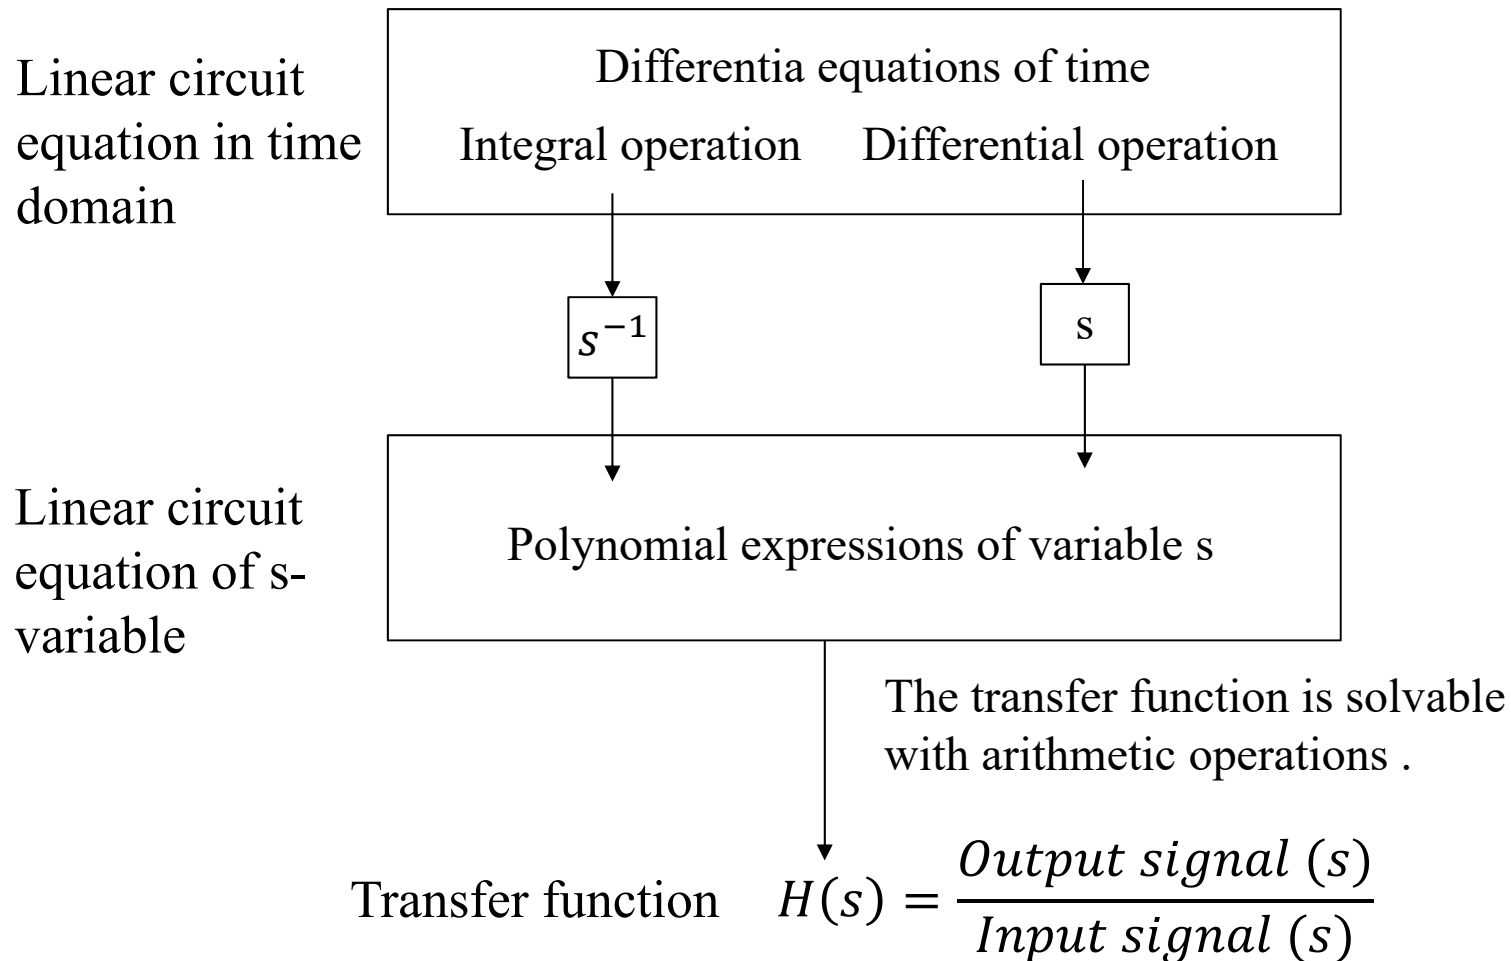 Differentia equations of time
Linear circuit
equation in time
domain
Integral operation Differential operation
s⁻¹
s
Linear circuit
equation of s-
variable
Polynomial expressions of variable s
The transfer function is solvable
with arithmetic operations .
Transfer function H(s) = Output signal (s)
Input signal (s)